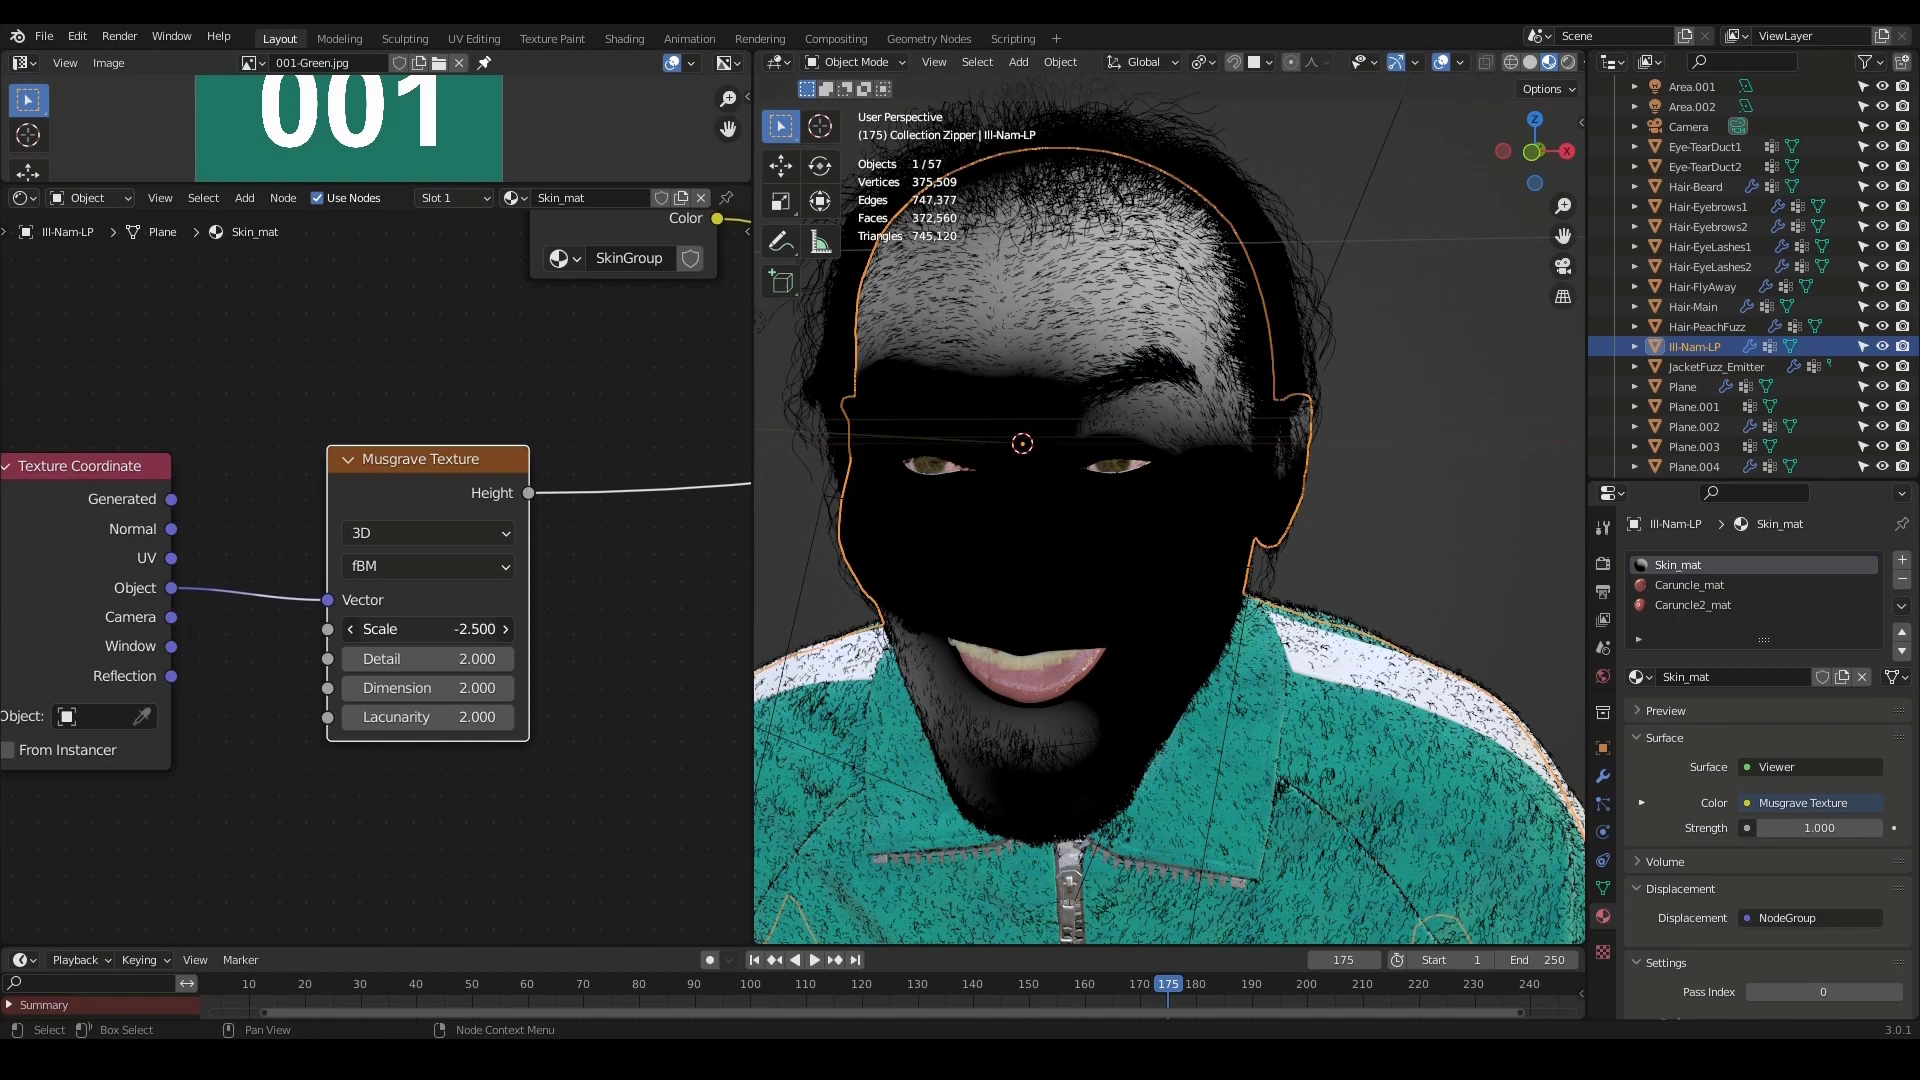 File Edit Render Window Help
Layout Modeling Sculpting UV Editing Texture Paint Shading Animation Rendering Compositing Geometry Nodes Scripting +
Scene
ViewLayer
View Image
001-Green.jpg
Object Mode View Select Add Object
Global
Options
001
Object View Select Add Node Use Nodes
Slot 1
Skin_mat
Ill-Nam-LP > Plane > Skin_mat
Color
SkinGroup
Texture Coordinate
Generated
Normal
UV
Object
Camera
Window
Reflection
Object:
From Instancer
Musgrave Texture
Height
3D
fBM
Vector
Scale -2.500
Detail 2.000
Dimension 2.000
Lacunarity 2.000
User Perspective
(175) Collection Zipper | Ill-Nam-LP
Objects 1 / 57
Vertices 375,509
Edges 747,377
Faces 372,560
Triangles 745,120
Z
X
Area.001
Area.002
Camera
Eye-TearDuct1
Eye-TearDuct2
Hair-Beard
Hair-Eyebrows1
Hair-Eyebrows2
Hair-EyeLashes1
Hair-EyeLashes2
Hair-FlyAway
Hair-Main
Hair-PeachFuzz
Ill-Nam-LP
JacketFuzz_Emitter
Plane
Plane.001
Plane.002
Plane.003
Plane.004
Ill-Nam-LP > Skin_mat
Skin_mat
Caruncle_mat
Caruncle2_mat
Skin_mat
Preview
Surface
Surface Viewer
Color Musgrave Texture
Strength 1.000
Volume
Displacement
Displacement NodeGroup
Settings
Pass Index 0
Playback Keying View Marker
175
Start 1
End 250
10 20 30 40 50 60 70 80 90 100 110 120 130 140 150 160 170 175 180 190 200 210 220 230 240
Summary
Select Box Select Pan View Node Context Menu
3.0.1